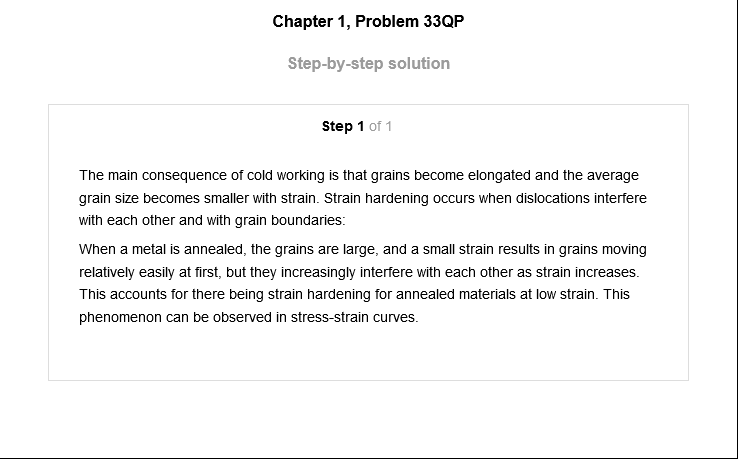 Chapter 1, Problem 33QP
Step-by-step solution
Step 1 of 1
The main consequence of cold working is that grains become elongated and the average
grain size becomes smaller with strain. Strain hardening occurs when dislocations interfere
with each other and with grain boundaries:
When a metal is annealed, the grains are large, and a small strain results in grains moving
relatively easily at first, but they increasingly interfere with each other as strain increases.
This accounts for there being strain hardening for annealed materials at low strain. This
phenomenon can be observed in stress-strain curves.